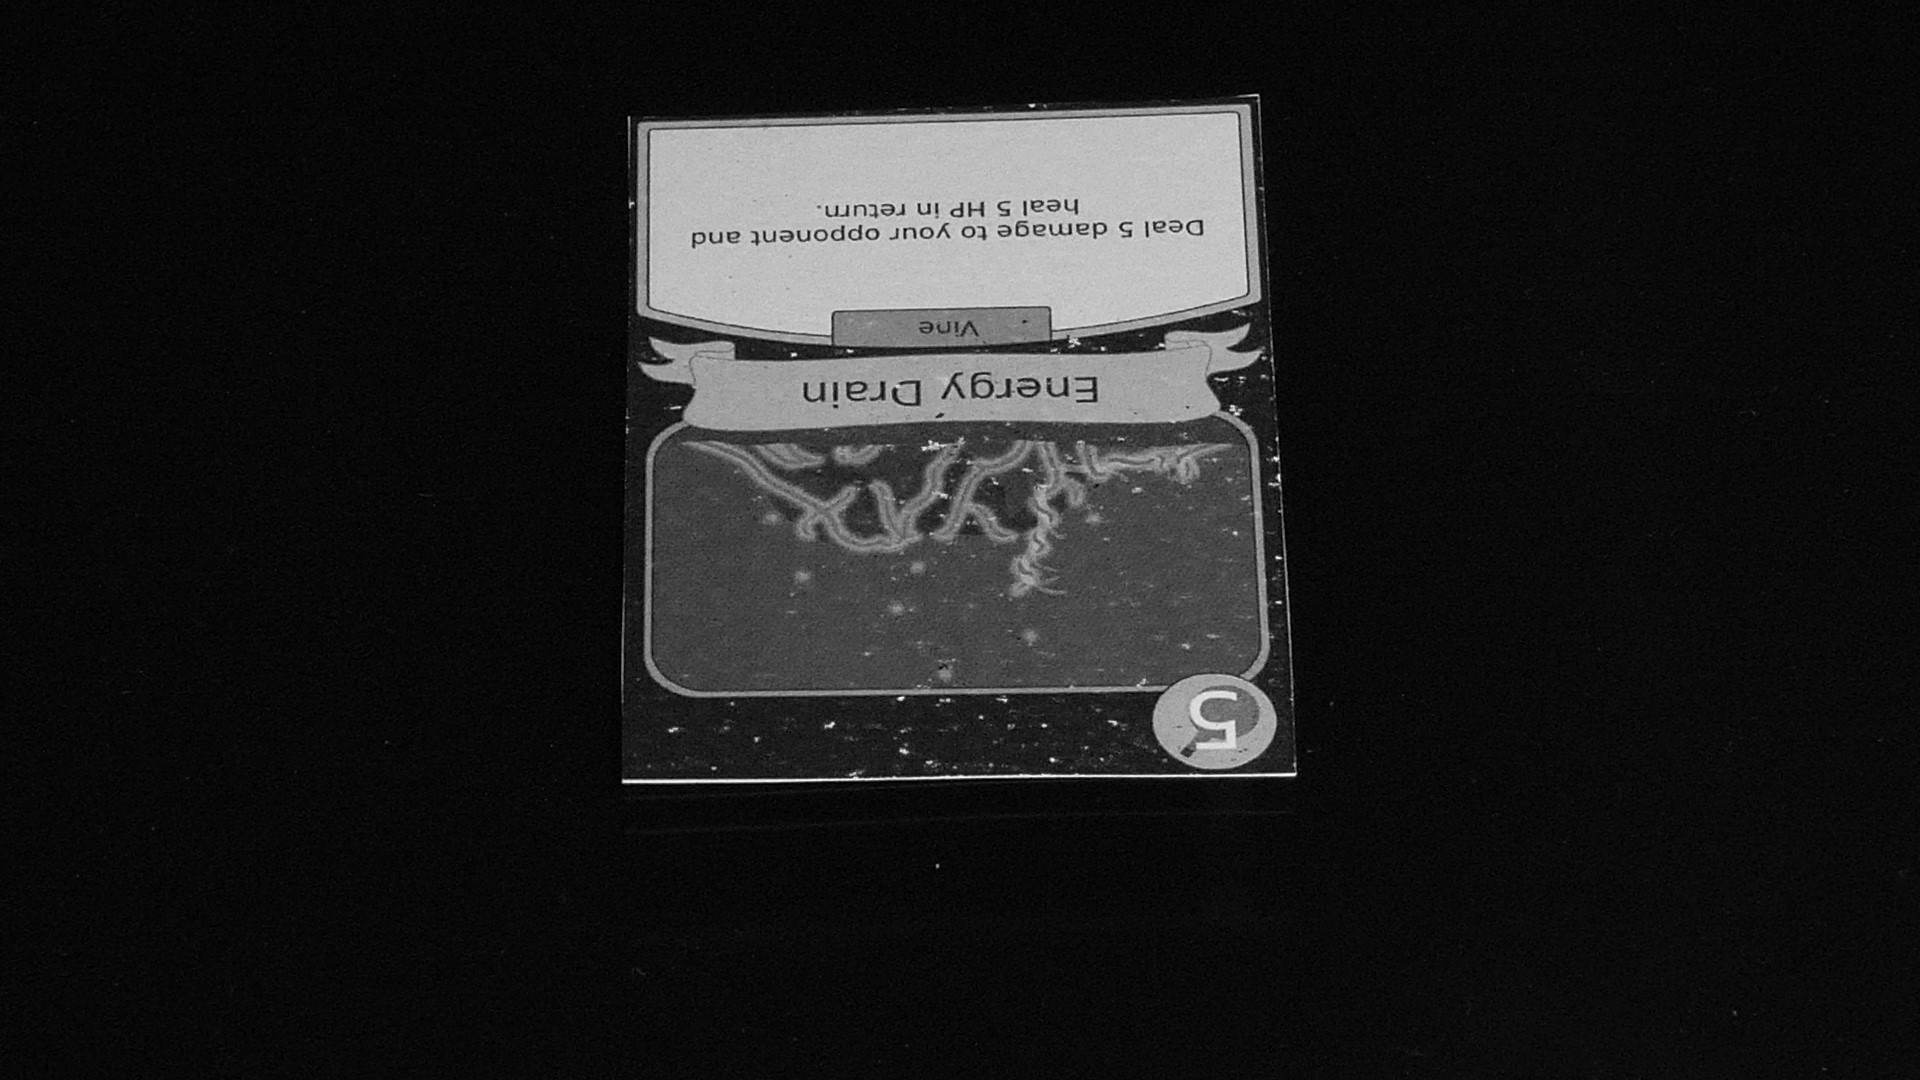 5
Energy Drain
Vine
Deal 5 damage to your opponent and
heal 5 HP in return.